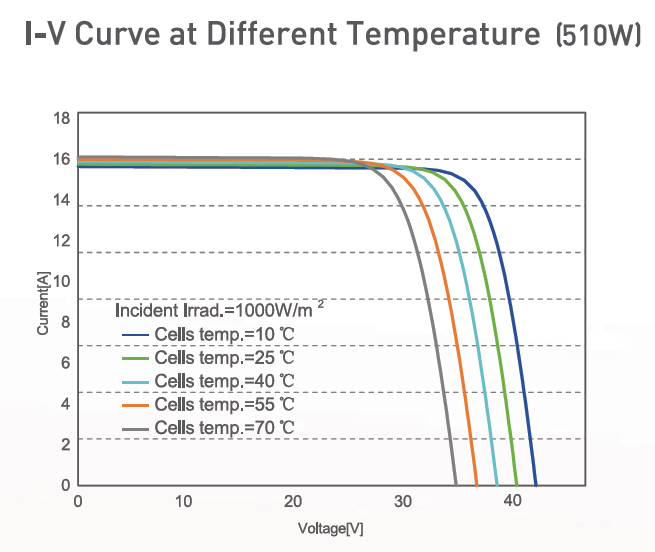 I-V Curve at Different Temperature (510W)
18
16
14
12
10
8
6
4
2
0
Current[A]
Incident Irrad.=1000W/m ²
Cells temp.=10 ℃
Cells temp.=25 ℃
Cells temp.=40 ℃
Cells temp.=55 ℃
Cells temp.=70 ℃
0 10 20 30 40
Voltage[V]